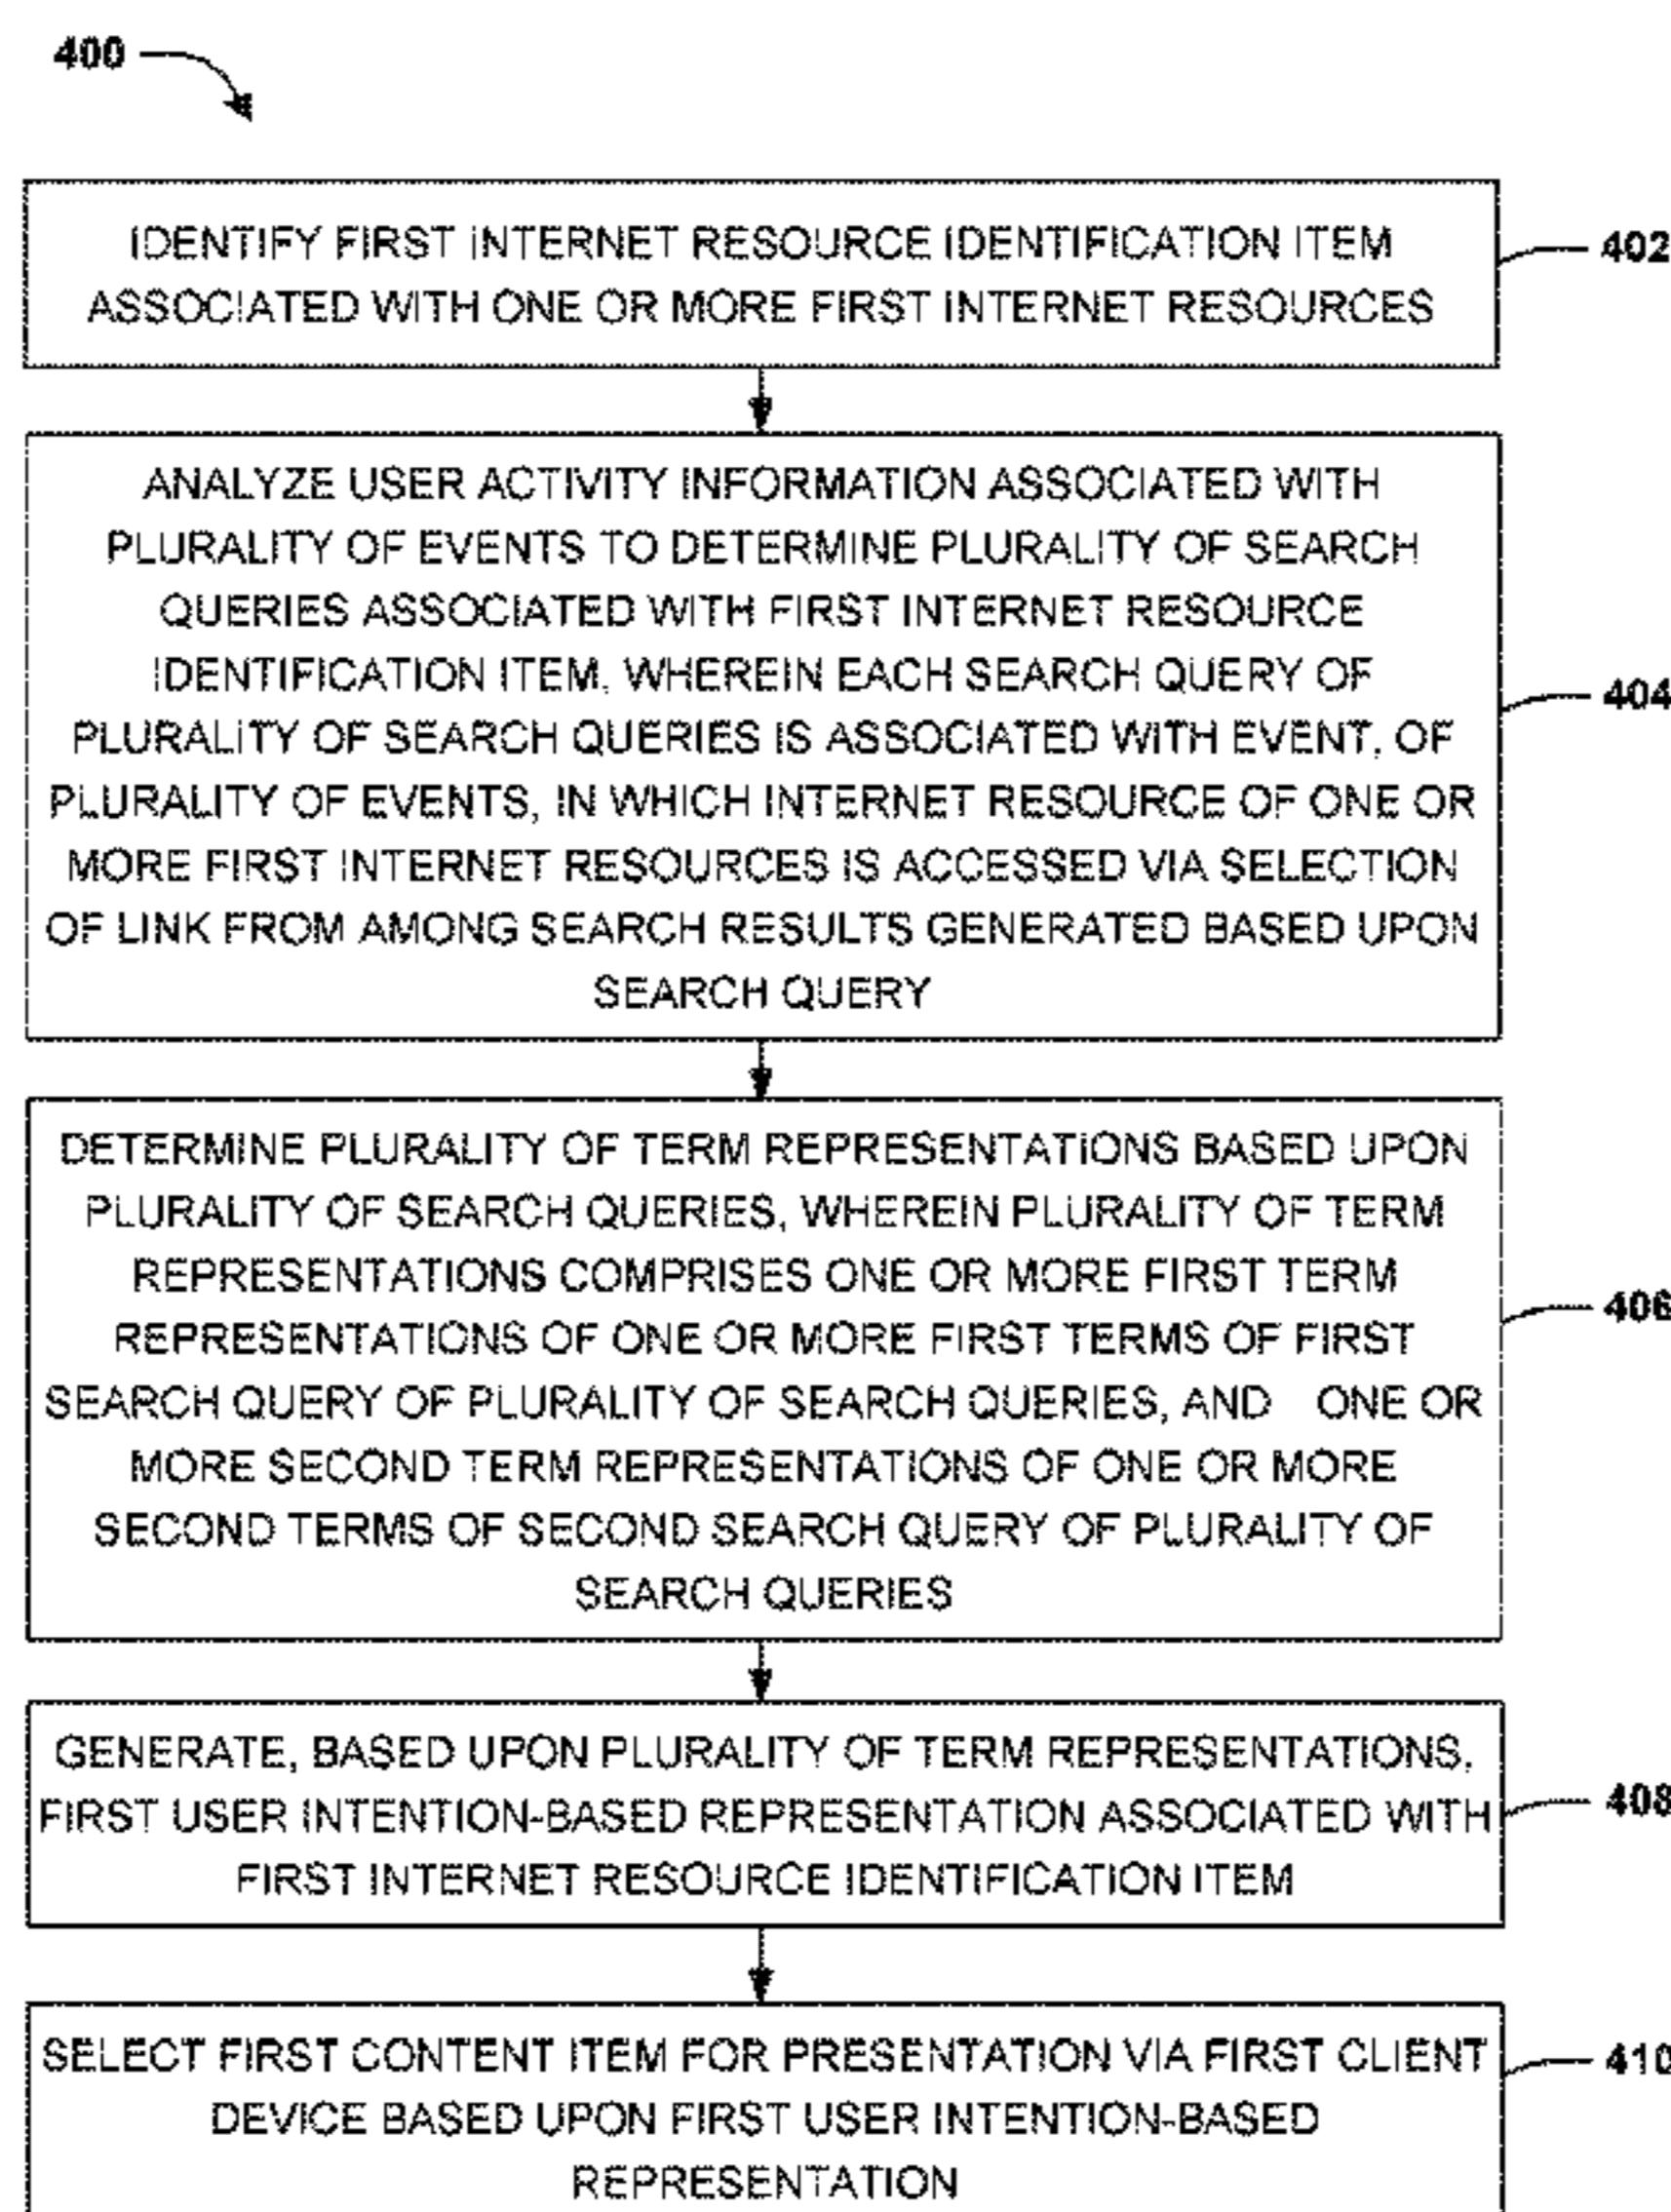 400
IDENTIFY FIRST INTERNET RESOURCE IDENTIFICATION ITEM
ASSOCIATED WITH ONE OR MORE FIRST INTERNET RESOURCES
402
ANALYZE USER ACTIVITY INFORMATION ASSOCIATED WITH
PLURALITY OF EVENTS TO DETERMINE PLURALITY OF SEARCH
QUERIES ASSOCIATED WITH FIRST INTERNET RESOURCE
IDENTIFICATION ITEM, WHEREIN EACH SEARCH QUERY OF
PLURALITY OF SEARCH QUERIES IS ASSOCIATED WITH EVENT, OF
PLURALITY OF EVENTS, IN WHICH INTERNET RESOURCE OF ONE OR
MORE FIRST INTERNET RESOURCES IS ACCESSED VIA SELECTION
OF LINK FROM AMONG SEARCH RESULTS GENERATED BASED UPON
SEARCH QUERY
404
DETERMINE PLURALITY OF TERM REPRESENTATIONS BASED UPON
PLURALITY OF SEARCH QUERIES, WHEREIN PLURALITY OF TERM
REPRESENTATIONS COMPRISES ONE OR MORE FIRST TERM
REPRESENTATIONS OF ONE OR MORE FIRST TERMS OF FIRST
SEARCH QUERY OF PLURALITY OF SEARCH QUERIES, AND ONE OR
MORE SECOND TERM REPRESENTATIONS OF ONE OR MORE
SECOND TERMS OF SECOND SEARCH QUERY OF PLURALITY OF
SEARCH QUERIES
406
GENERATE, BASED UPON PLURALITY OF TERM REPRESENTATIONS,
FIRST USER INTENTION-BASED REPRESENTATION ASSOCIATED WITH
FIRST INTERNET RESOURCE IDENTIFICATION ITEM
408
SELECT FIRST CONTENT ITEM FOR PRESENTATION VIA FIRST CLIENT
DEVICE BASED UPON FIRST USER INTENTION-BASED
REPRESENTATION
410